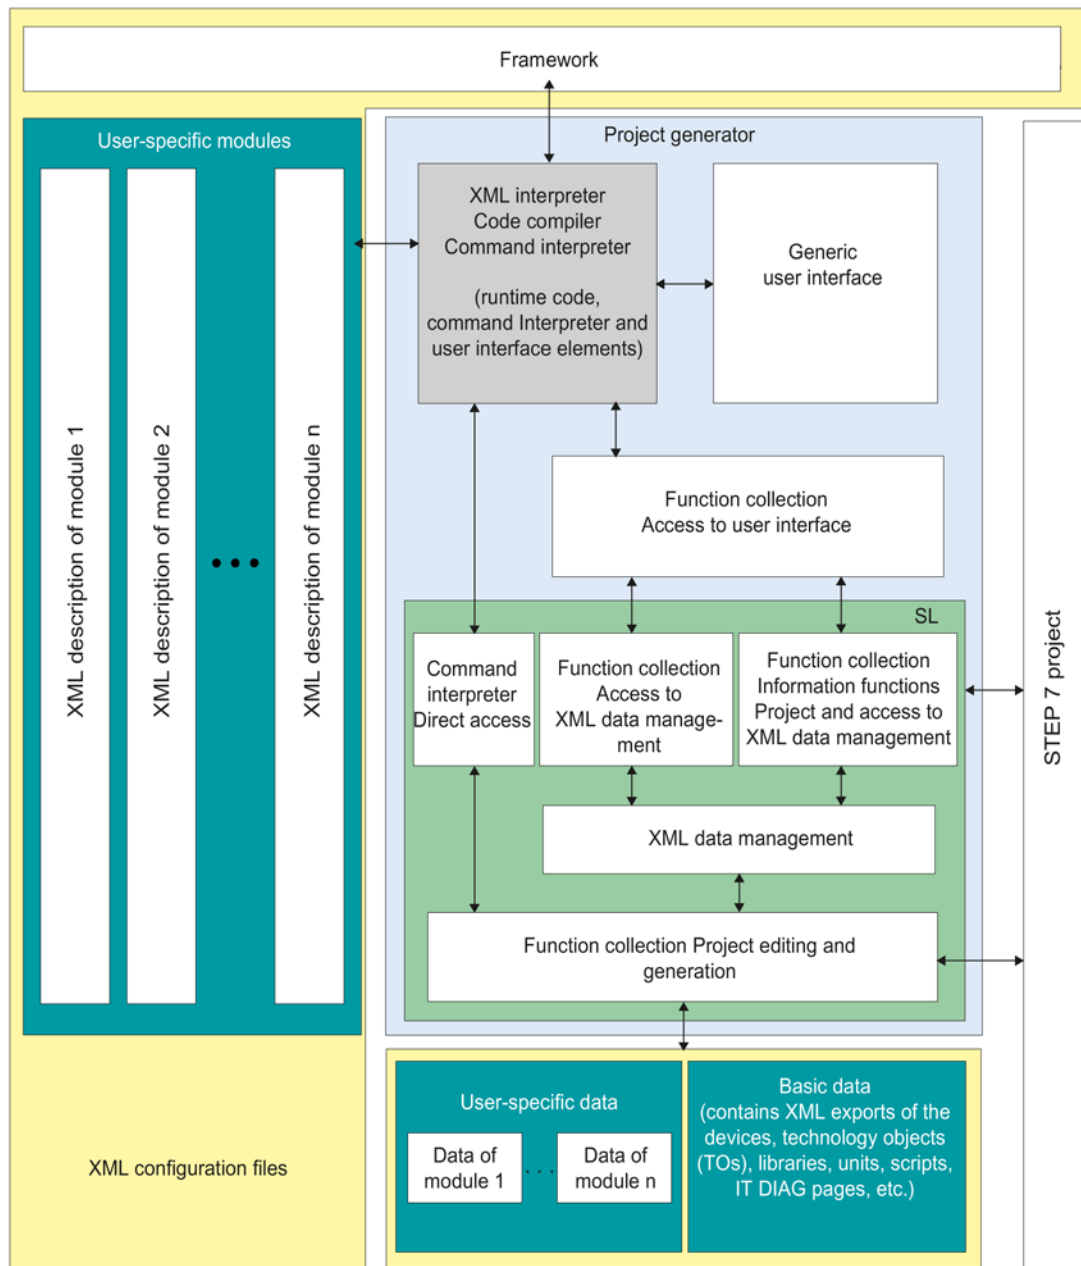 Framework
User-specific modules
XML description of module 1
XML description of module 2
XML description of module n
Project generator
XML interpreter
Code compiler
Command interpreter
(runtime code,
command Interpreter and
user interface elements)
Generic
user interface
Function collection
Access to user interface
SL
Command
interpreter
Direct access
Function collection
Access to
XML data manage-
ment
Function collection
Information functions
Project and access to
XML data management
XML data management
Function collection Project editing and
generation
STEP 7 project
XML configuration files
User-specific data
Data of
module 1
. . .
Data of
module n
Basic data
(contains XML exports of the
devices, technology objects
(TOs), libraries, units, scripts,
IT DIAG pages, etc.)